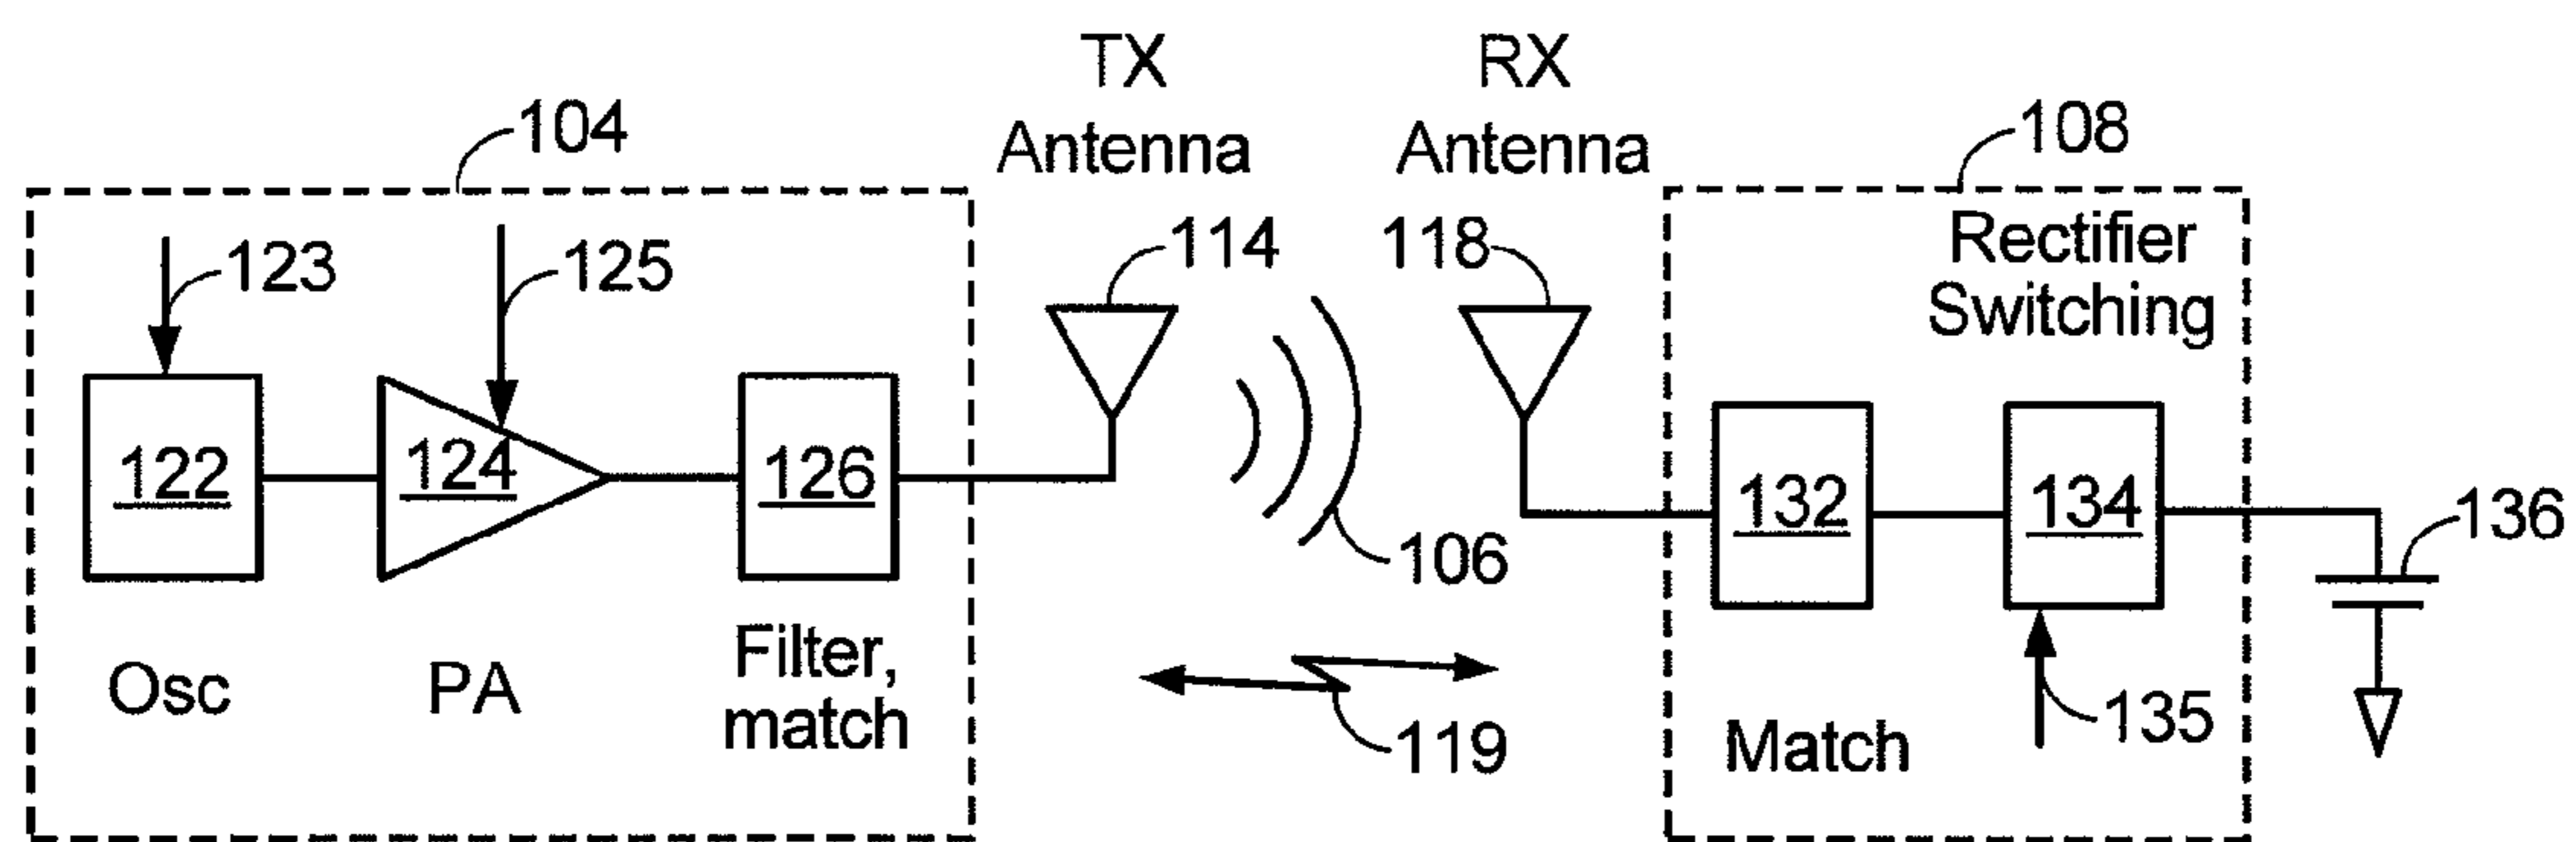 TX
Antenna
RX
Antenna
104
108
Rectifier
Switching
123
125
114
118
122
124
126
132
134
136
106
Osc
PA
Filter,
match
119
Match
135